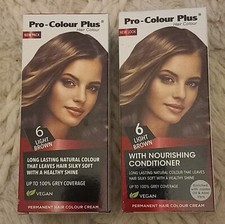 Pro-Colour Plus®
Hair Colour
NEW PACK
6
LIGHT
BROWN
LONG LASTING NATURAL COLOUR
THAT LEAVES HAIR SILKY SOFT
WITH A HEALTHY SHINE
UP TO 100% GREY COVERAGE
VEGAN
PERMANENT HAIR COLOUR CREAM
Pro-Colour Plus®
Hair Colour
NEW LOOK
6
LIGHT
BROWN
WITH NOURISHING
CONDITIONER
LONG LASTING NATURAL COLOUR THAT LEAVES
HAIR SILKY SOFT WITH A HEALTHY SHINE
UP TO 100% GREY COVERAGE
VEGAN
PERMANENT HAIR COLOUR CREAM